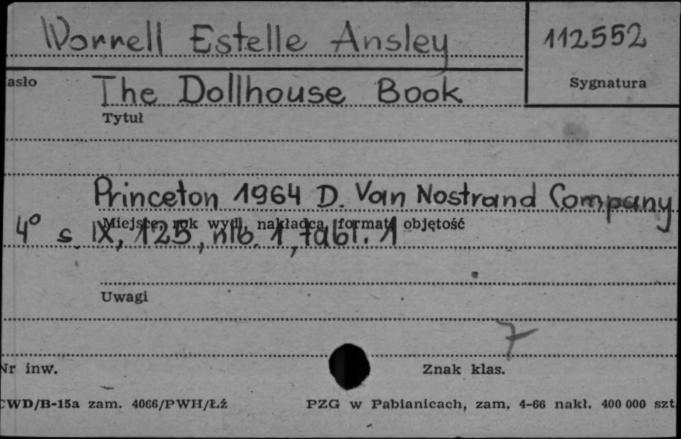 Worrell Estelle Ansley 112552
asło Sygnatura
The Dollhouse Book
Tytuł
Princeton 1964 D. Van Nostrand Company
Miejsce, rok wyd., nakładca, format, objętość
4° s. IX, 125, nlb. 1, tabl. 1
Uwagi
7
Nr inw. Znak klas.
CWD/B-15a zam. 4066/PWH/Łź PZG w Pabianicach, zam. 4-66 nakł. 400 000 szt